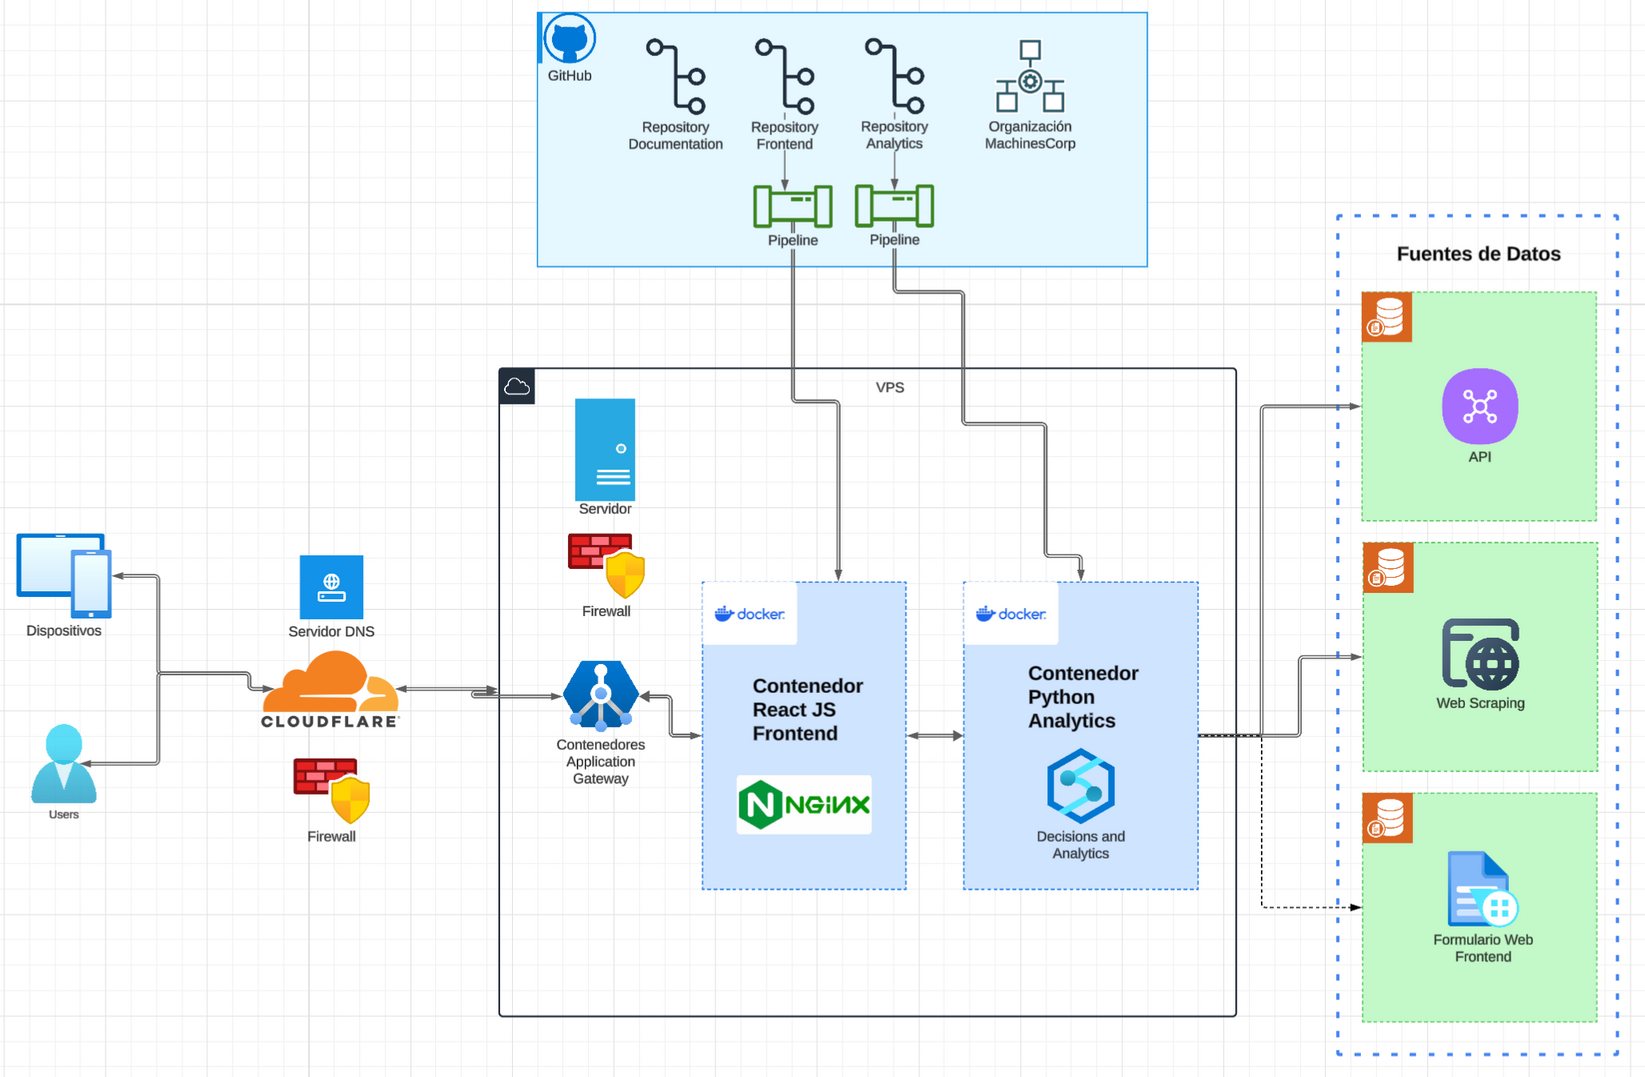 GitHub
Repository
Documentation
Repository
Frontend
Repository
Analytics
Organización
MachinesCorp
Pipeline
Pipeline
Fuentes de Datos
API
Web Scraping
Formulario Web
Frontend
VPS
Servidor
Firewall
Contenedores
Application
Gateway
docker
Contenedor
React JS
Frontend
NGINX
docker
Contenedor
Python
Analytics
Decisions and
Analytics
Dispositivos
Users
Servidor DNS
CLOUDFLARE
Firewall